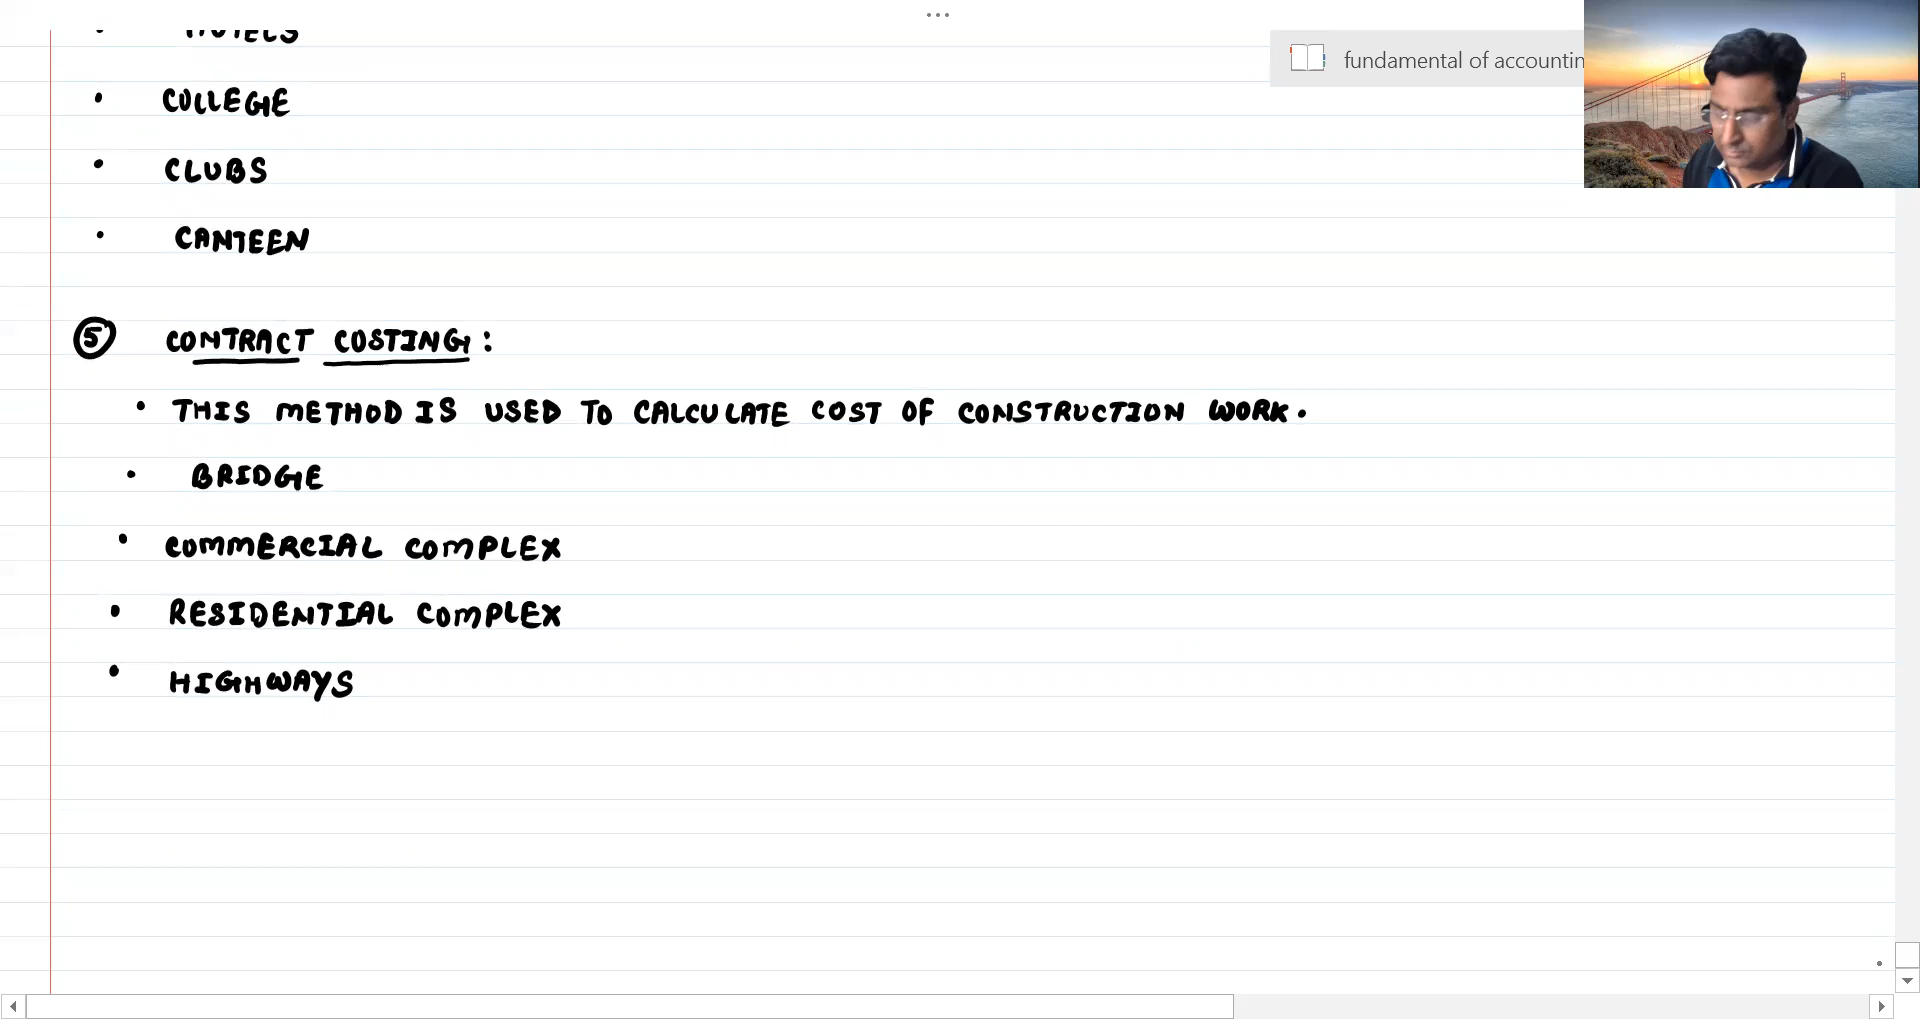 • HOTELS
fundamental of accountin
• COLLEGE
• CLUBS
• CANTEEN
5 CONTRACT COSTING:
• THIS METHOD IS USED TO CALCULATE COST OF CONSTRUCTION WORK.
• BRIDGE
• COMMERCIAL COMPLEX
• RESIDENTIAL COMPLEX
• HIGHWAYS